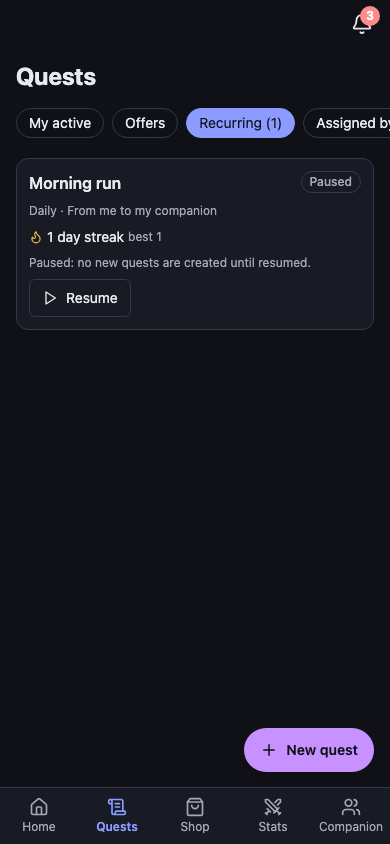 3
Quests
My active
Offers
Recurring (1)
Assigned by
Morning run
Paused
Daily · From me to my companion
1 day streak best 1
Paused: no new quests are created until resumed.
Resume
New quest
Home
Quests
Shop
Stats
Companion